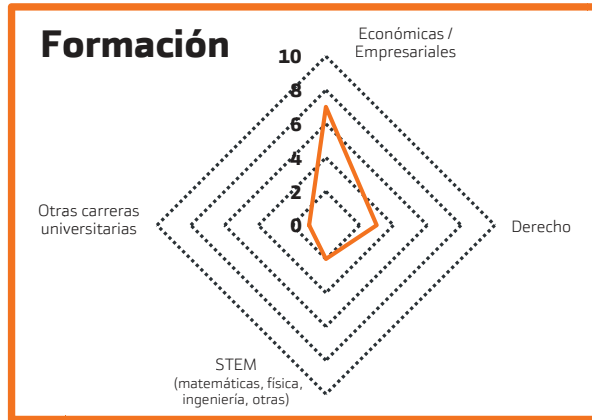 Formación
Económicas /
Empresariales
10
8
6
4
2
0
Otras carreras
universitarias
Derecho
STEM
(matemáticas, física,
ingeniería, otras)